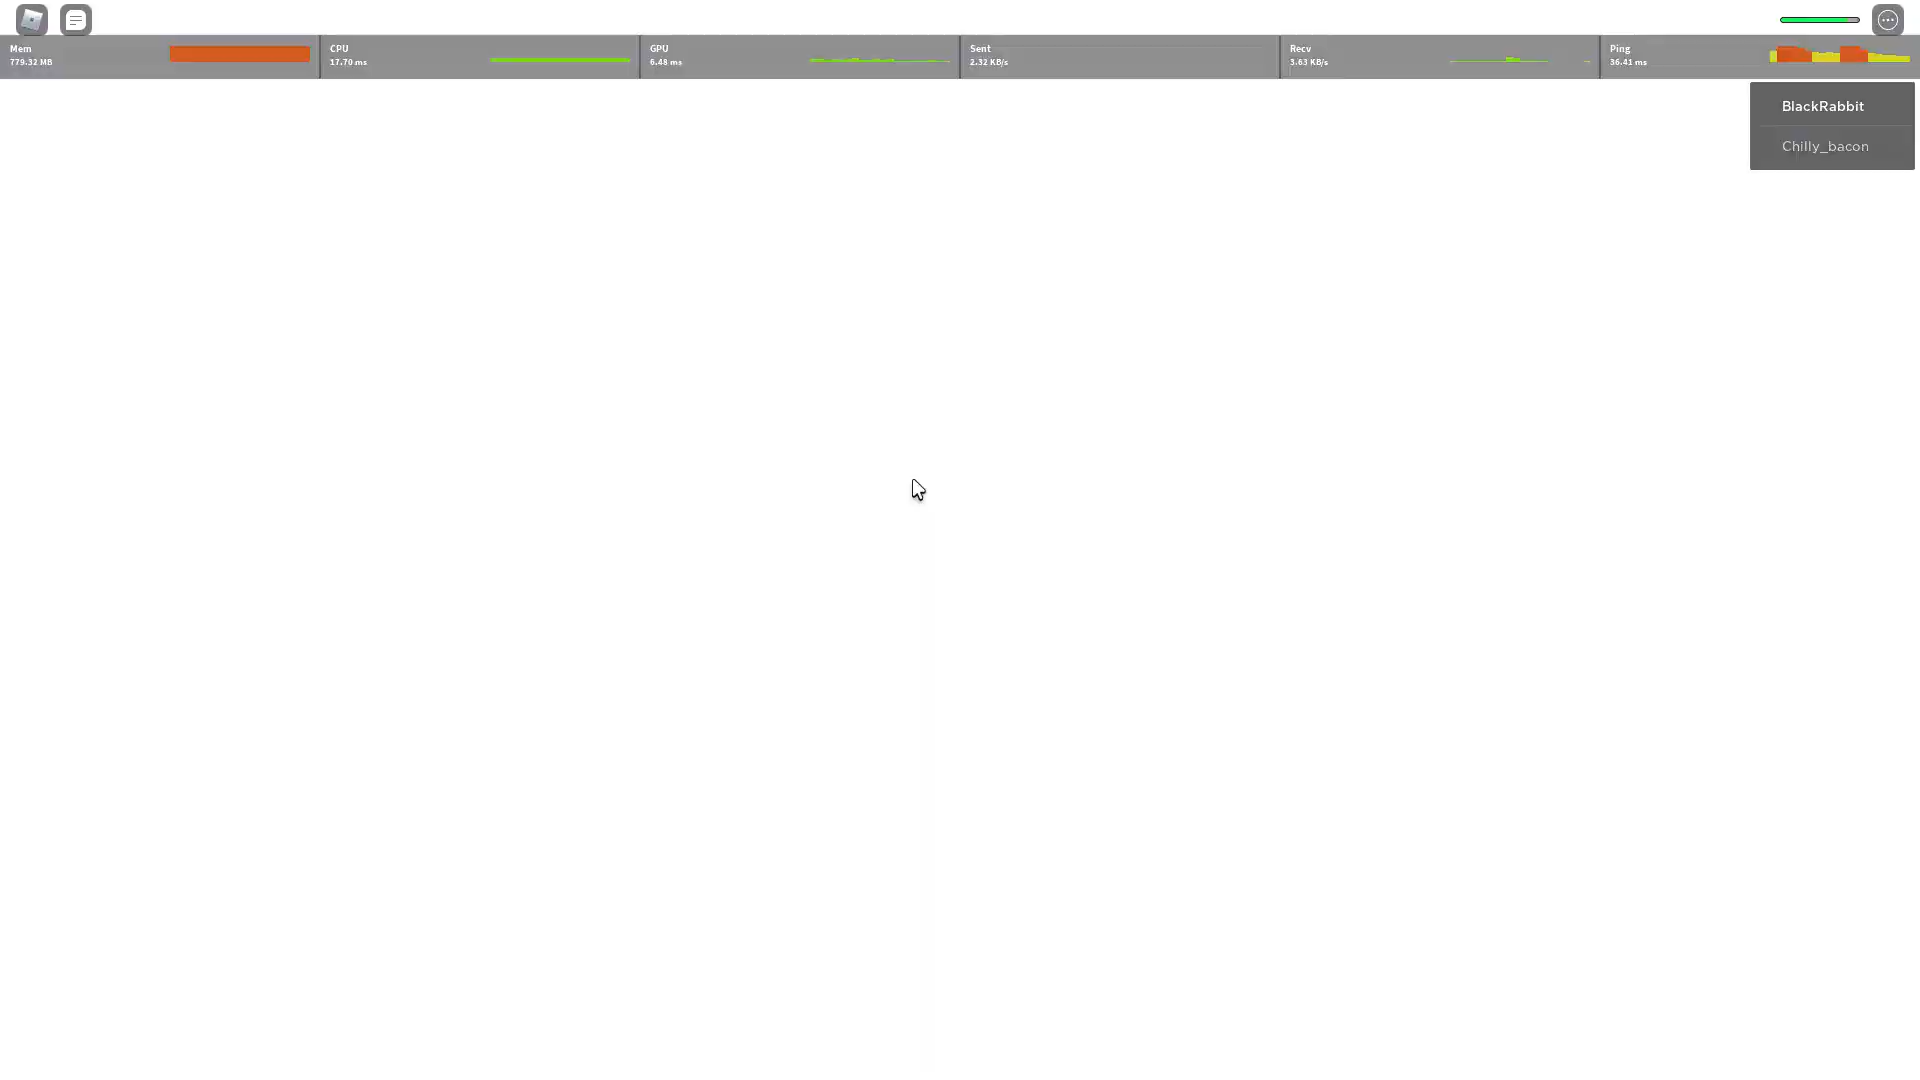 Mem
779.32 MB
CPU
17.70 ms
GPU
6.48 ms
Sent
2.32 KB/s
Recv
3.63 KB/s
Ping
36.41 ms
BlackRabbit
Chilly_bacon